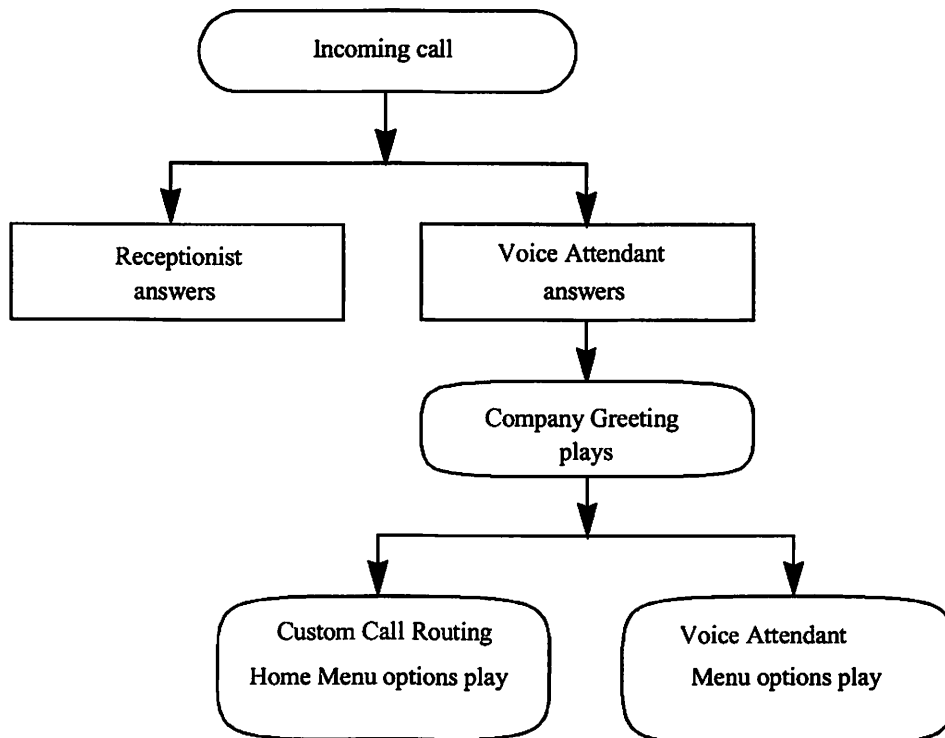 Incoming call
Receptionist
answers
Voice Attendant
answers
Company Greeting
plays
Custom Call Routing
Home Menu options play
Voice Attendant
Menu options play